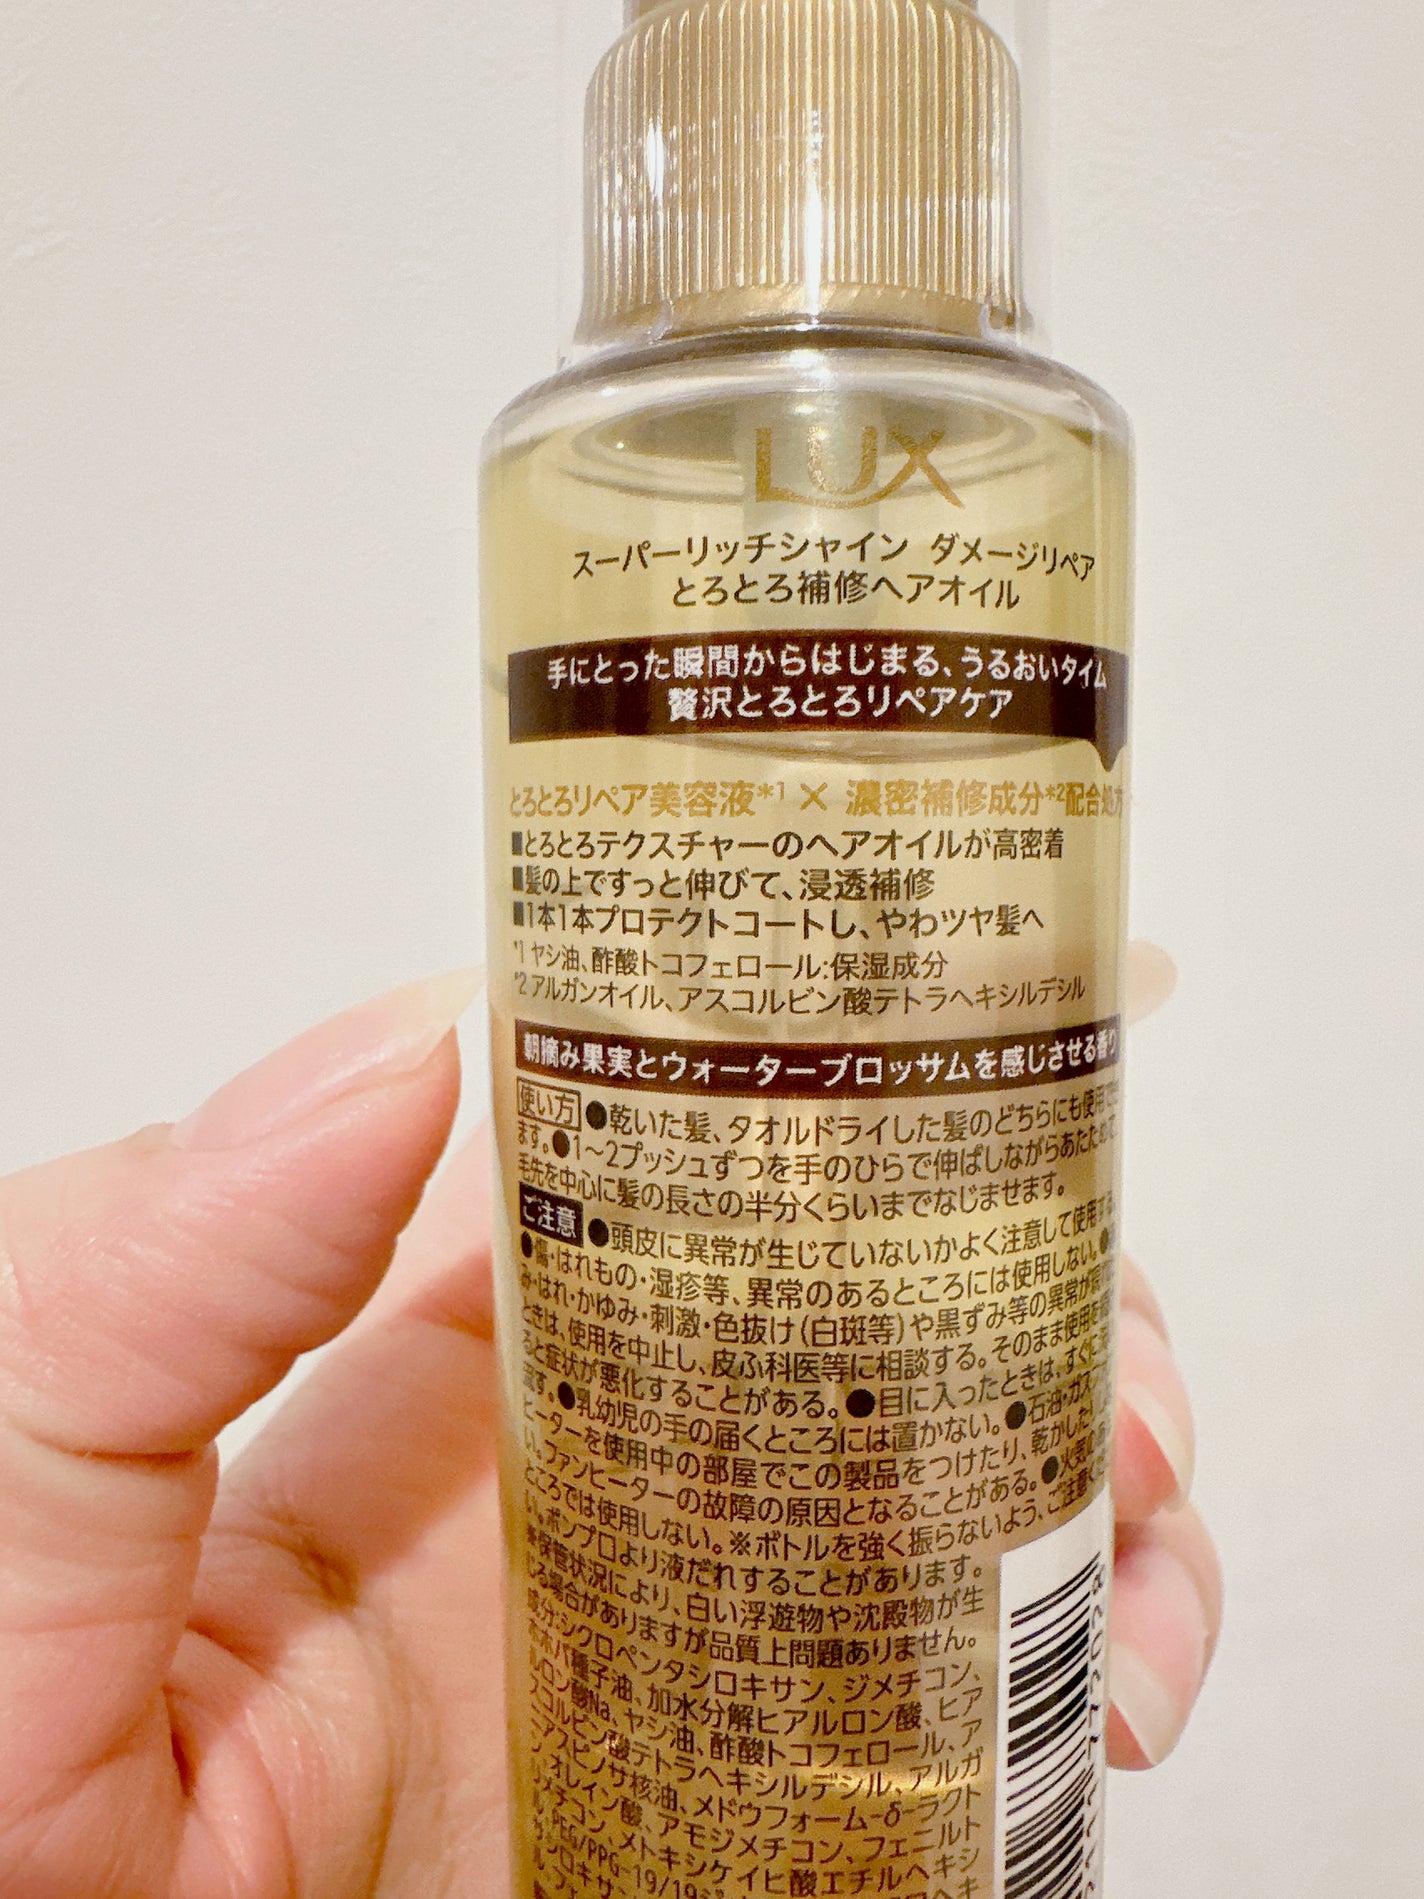 LUX
スーパーリッチシャイン ダメージリペア
とろとろ補修ヘアオイル
手にとった瞬間からはじまる、うるおいタイム
贅沢とろとろリペアケア
とろとろリペア美容液*1 × 濃密補修成分*2配合処方
■とろとろテクスチャーのヘアオイルが高密着
■髪の上ですっと伸びて、浸透補修
■1本1本プロテクトコートし、やわツヤ髪へ
*1 ヤシ油、酢酸トコフェロール:保湿成分
*2 アルガンオイル、アスコルビン酸テトラヘキシルデシル
朝摘み果実とウォーターブロッサムを感じさせる香り
使い方 ●乾いた髪、タオルドライした髪のどちらにも使用
ます。●1～2プッシュずつを手のひらで伸ばしながらあたため
毛先を中心に髪の長さの半分くらいまでなじませます。
ご注意 ●頭皮に異常が生じていないかよく注意して使用する
●傷・はれもの・湿疹等、異常のあるところには使用しない。●
み・はれ・かゆみ・刺激・色抜け(白斑等)や黒ずみ等の異常が
ときは、使用を中止し、皮ふ科医等に相談する。そのまま使用を
ると症状が悪化することがある。●目に入ったときは、すぐに
流す。●乳幼児の手の届くところには置かない。●石油・ガス
ヒーターを使用中の部屋でこの製品をつけたり、乾かしたり
い。ファンヒーターの故障の原因となることがある。●火気の
ところでは使用しない。※ボトルを強く振らないよう、ご注意く
い。ポンプロより液だれすることがあります。
※保管状況により、白い浮遊物や沈殿物が生
じる場合がありますが品質上問題ありません。
成分:シクロペンタシロキサン、ジメチコン、
ホホバ種子油、加水分解ヒアルロン酸、ヒア
ルロン酸Na、ヤシ油、酢酸トコフェロール、ア
スコルビン酸テトラヘキシルデシル、アルガ
ニアスピノサ核油、メドウフォーム-δ-ラクト
ン、オレイン酸、アモジメチコン、フェニルト
リメチコン、メトキシケイヒ酸エチルヘキシ
ル、PEG/PPG-19/19